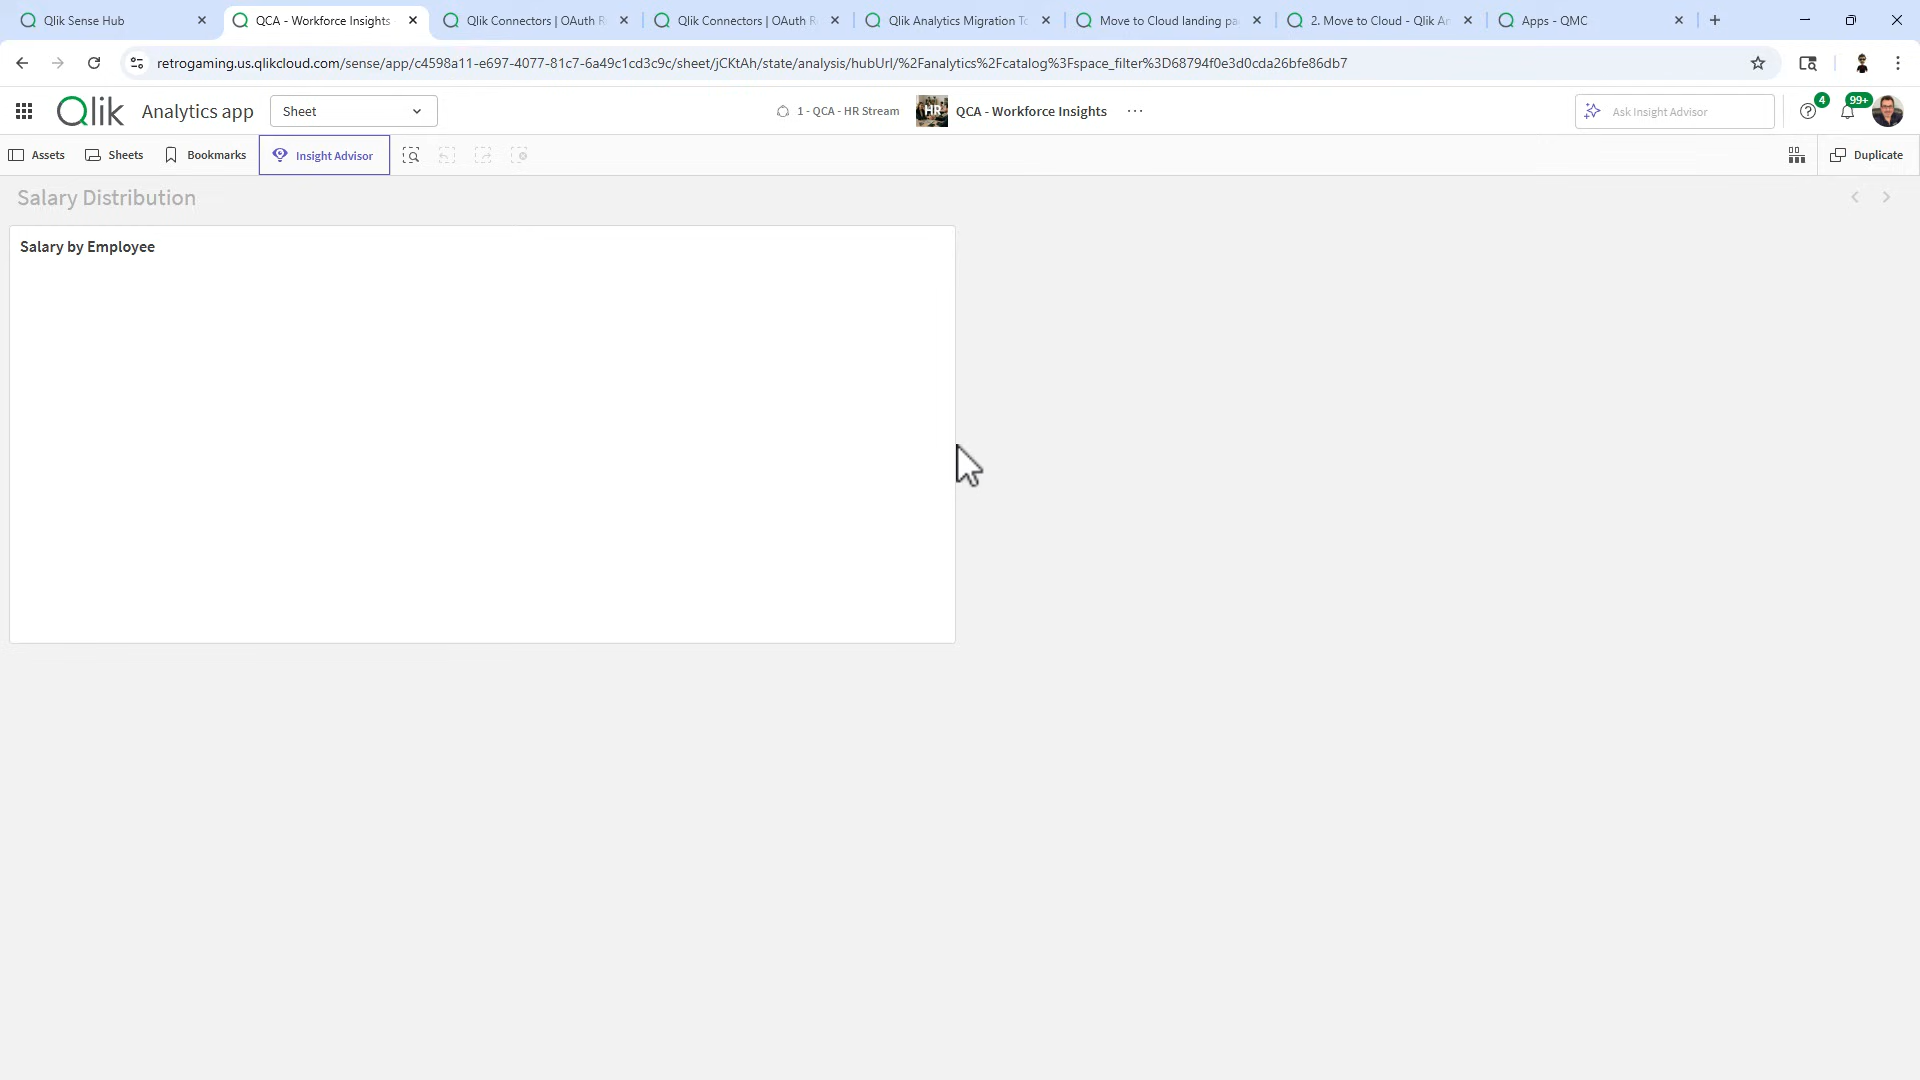 Qlik Sense Hub
QCA - Workforce Insights
Qlik Connectors | OAuth R
Qlik Connectors | OAuth R
Qlik Analytics Migration To
Move to Cloud landing pa
2. Move to Cloud - Qlik Ar
Apps - QMC
retrogaming.us.qlikcloud.com/sense/app/c4598a11-e697-4077-81c7-6a49c1cd3c9c/sheet/jCKtAh/state/analysis/hubUrl/%2Fanalytics%2Fcatalog%3Fspace_filter%3D68794f0e3d0cda26bfe86db7
Qlik
Analytics app
Sheet
1 - QCA - HR Stream
HR
QCA - Workforce Insights
Ask Insight Advisor
4
99+
Assets
Sheets
Bookmarks
Insight Advisor
Duplicate
Salary Distribution
Salary by Employee